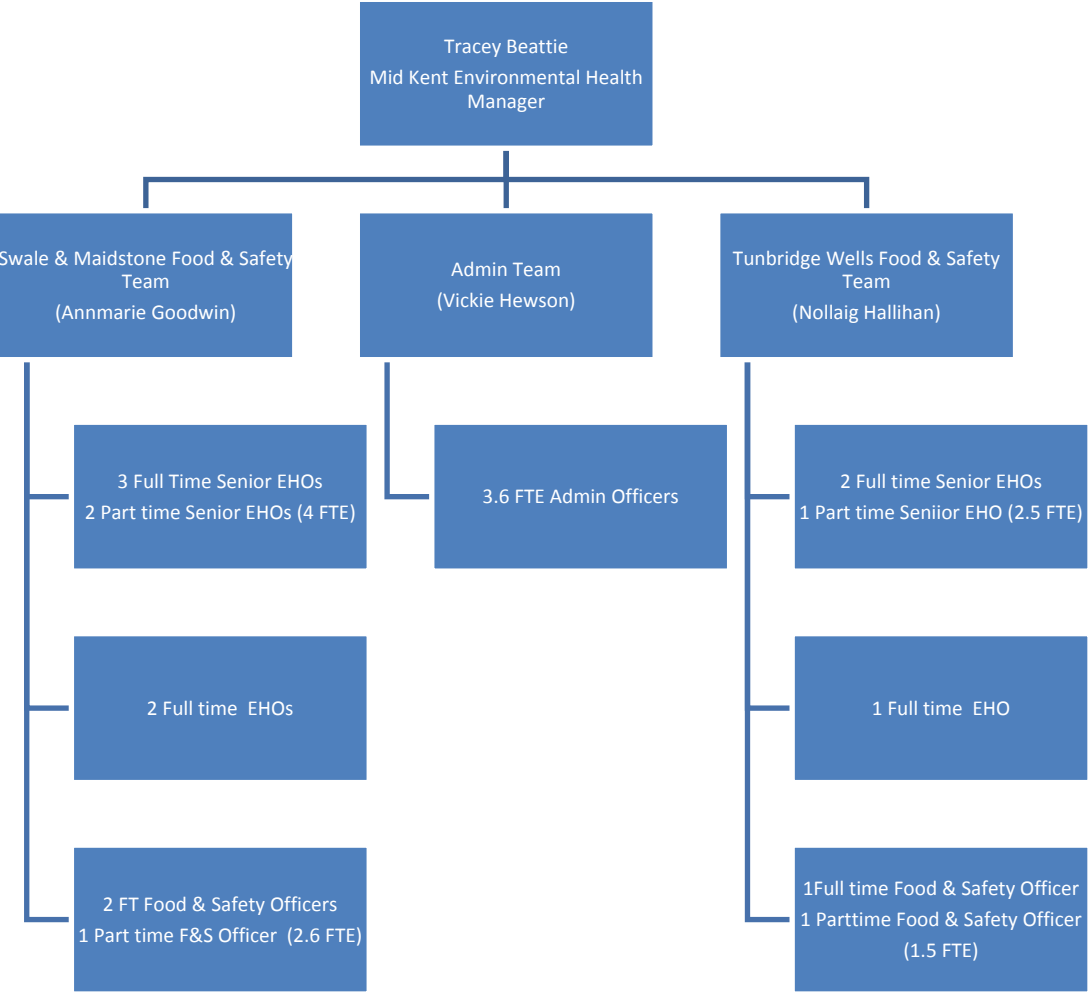 Tracey Beattie
Mid Kent Environmental Health
Manager
Swale & Maidstone Food & Safety
Team
(Annmarie Goodwin)
Admin Team
(Vickie Hewson)
Tunbridge Wells Food & Safety
Team
(Nollaig Hallihan)
3 Full Time Senior EHOs
2 Part time Senior EHOs (4 FTE)
3.6 FTE Admin Officers
2 Full time Senior EHOs
1 Part time Seniior EHO (2.5 FTE)
2 Full time  EHOs
1 Full time  EHO
2 FT Food & Safety Officers
1 Part time F&S Officer  (2.6 FTE)
1Full time Food & Safety Officer
1 Parttime Food & Safety Officer
(1.5 FTE)